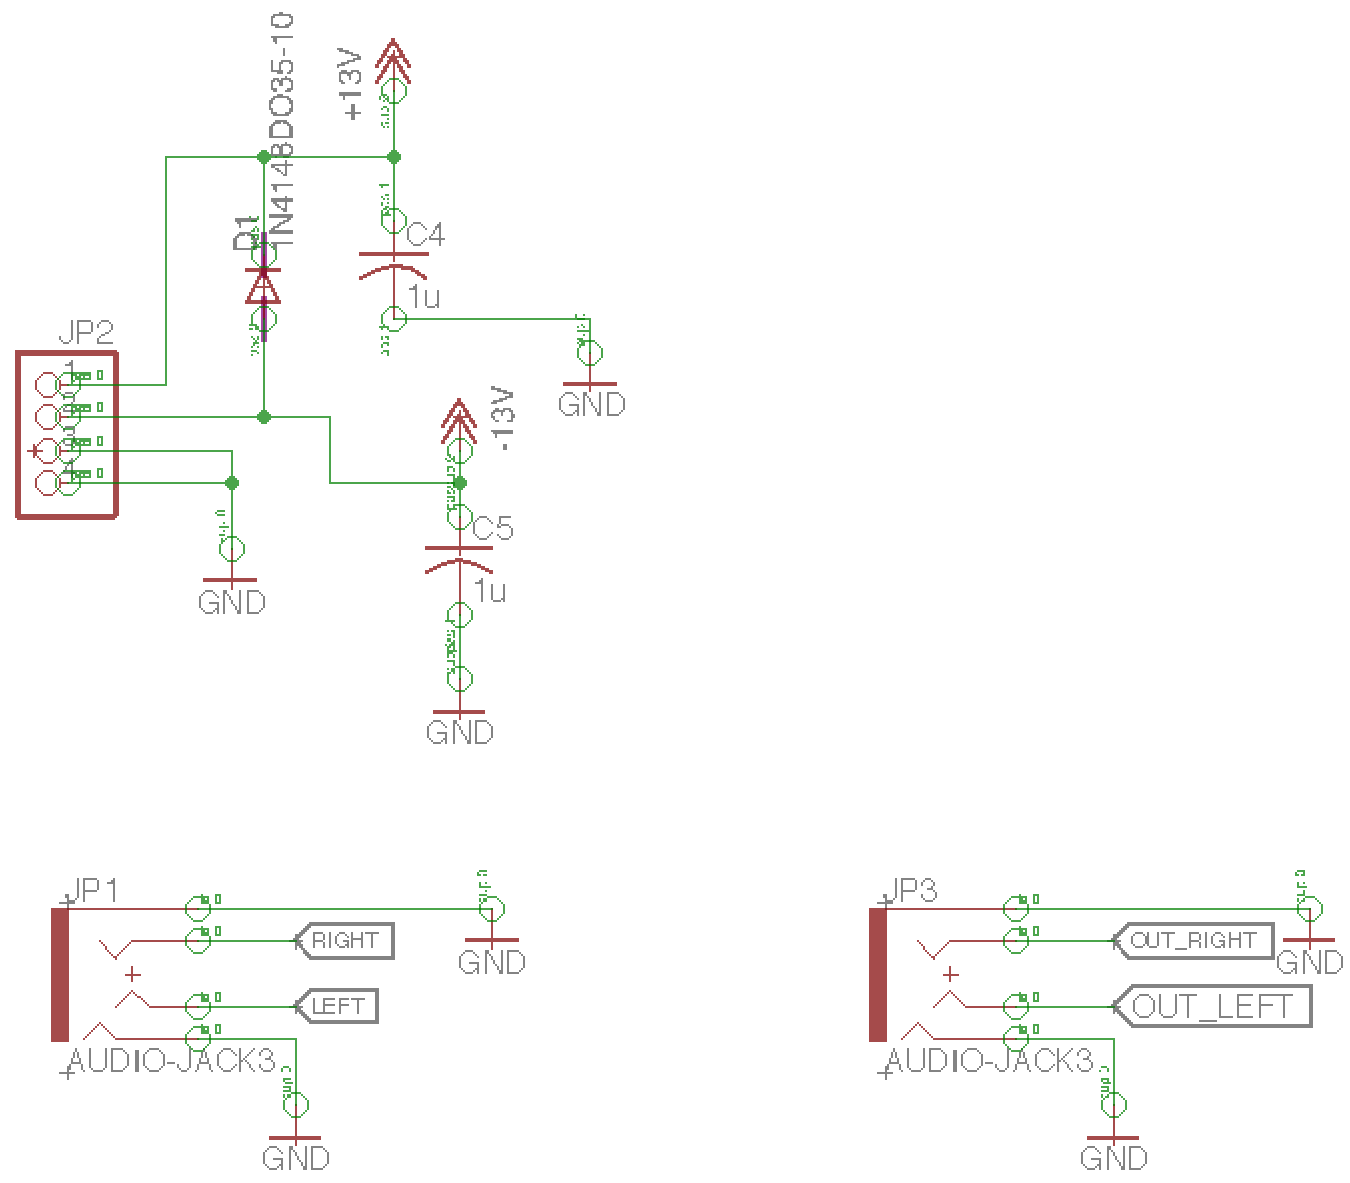 +13V
1N4148DO35-10
D1
C4
1u
JP2
1
GND
-13V
C5
1u
GND
GND
JP1
RIGHT
GND
LEFT
AUDIO-JACK3
GND
JP3
OUT_RIGHT
GND
OUT_LEFT
AUDIO-JACK3
GND